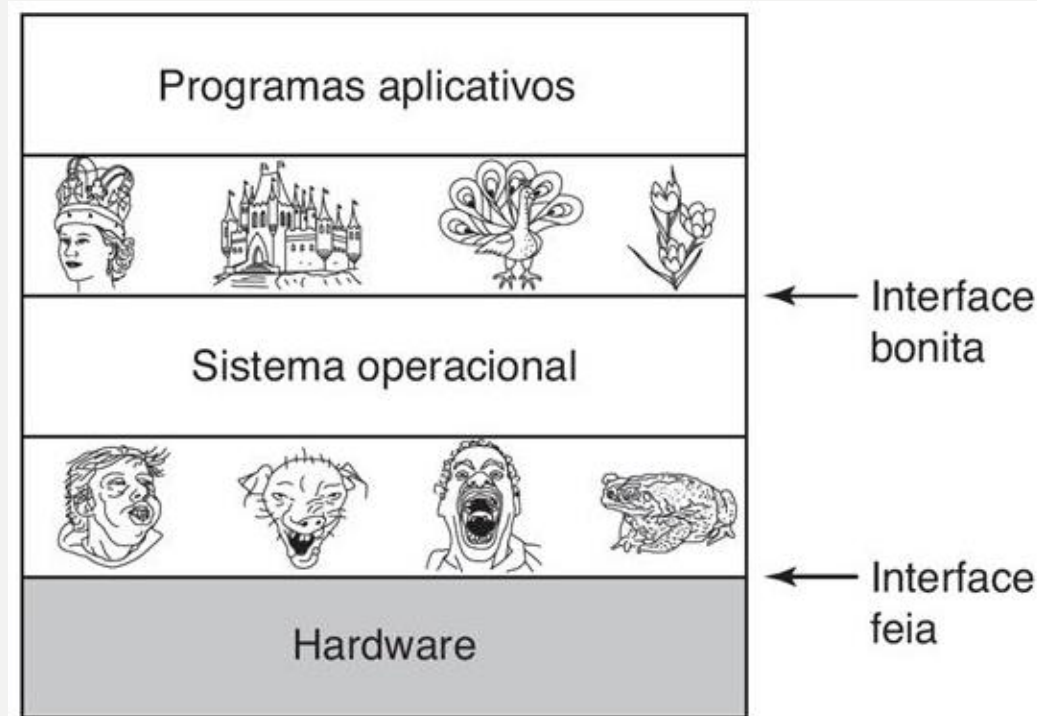 Programas aplicativos
Interface
bonita
Sistema operacional
Interface
feia
Hardware